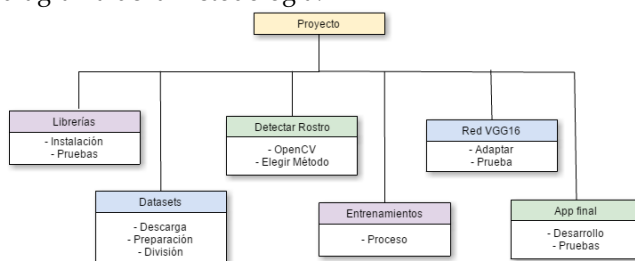 Proyecto
Librerías
- Instalación
- Pruebas
Datasets
- Descarga
- Preparación
- División
Detectar Rostro
- OpenCV
- Elegir Método
Entrenamientos
- Proceso
Red VGG16
- Adaptar
- Prueba
App final
- Desarrollo
- Pruebas